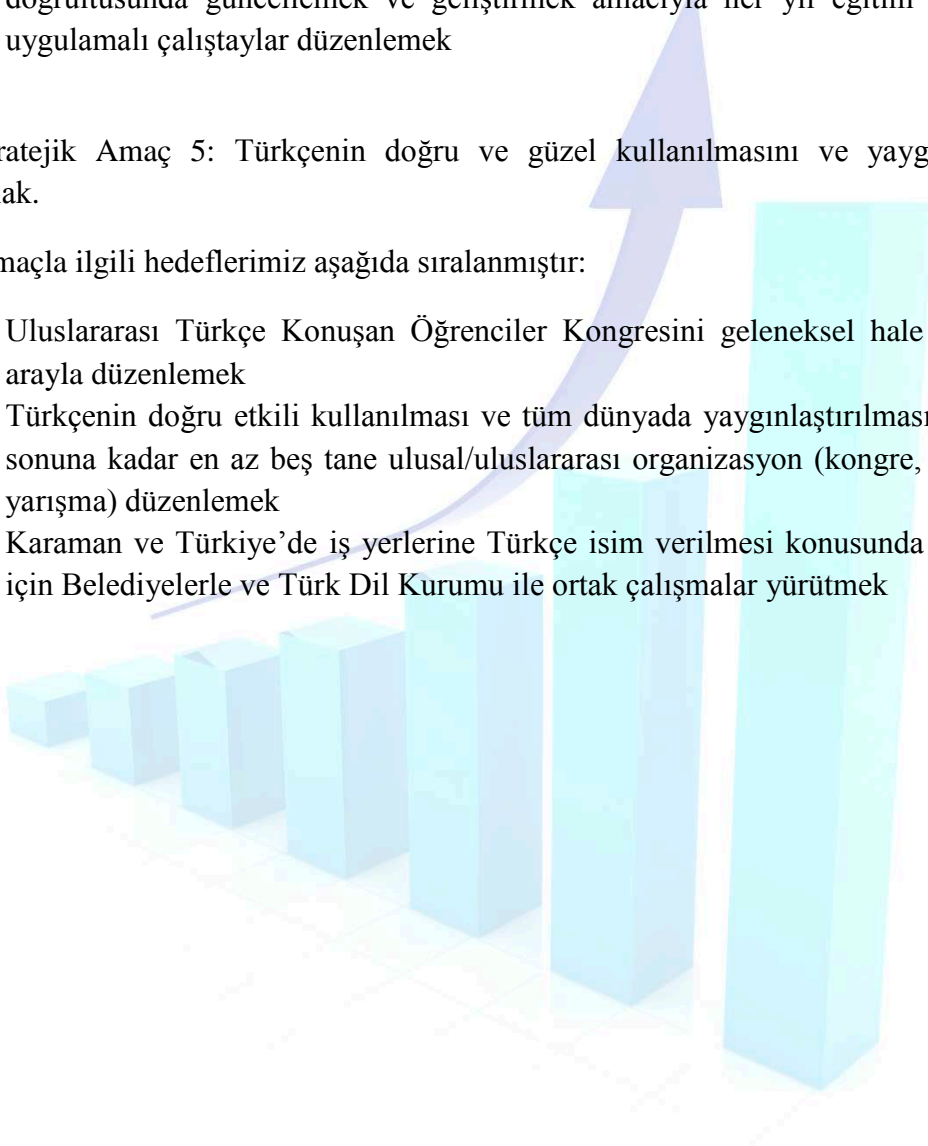 doğrultusunda güncellemek ve geliştirmek amacıyla her yıl eğitim
uygulamalı çalıştaylar düzenlemek
ratejik Amaç 5: Türkçenin doğru ve güzel kullanılmasını ve yayg
ak.
maçla ilgili hedeflerimiz aşağıda sıralanmıştır:
Uluslararası Türkçe Konuşan Öğrenciler Kongresini geleneksel hale
arayla düzenlemek
Türkçenin doğru etkili kullanılması ve tüm dünyada yaygınlaştırılması
sonuna kadar en az beş tane ulusal/uluslararası organizasyon (kongre,
yarışma) düzenlemek
Karaman ve Türkiye’de iş yerlerine Türkçe isim verilmesi konusunda
için Belediyelerle ve Türk Dil Kurumu ile ortak çalışmalar yürütmek